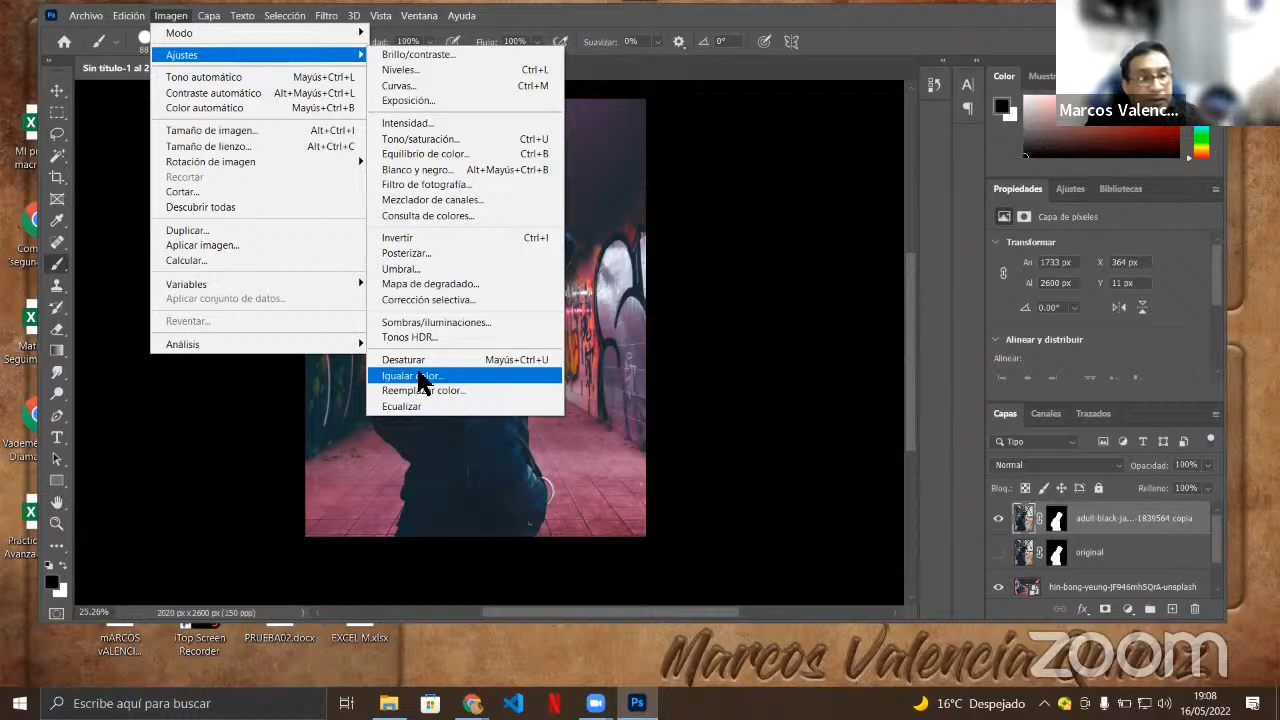 Ps Archivo Edición Imagen Capa Texto Selección Filtro 3D Vista Ventana Ayuda
88
100%
Flujo: 100%
Suavizar: 0%
0°
Sin título-1 al 2
Modo
Ajustes
Tono automático Mayús+Ctrl+L
Contraste automático Alt+Mayús+Ctrl+L
Color automático Mayús+Ctrl+B
Tamaño de imagen... Alt+Ctrl+I
Tamaño de lienzo... Alt+Ctrl+C
Rotación de imagen
Recortar
Cortar...
Descubrir todas
Duplicar...
Aplicar imagen...
Calcular...
Variables
Aplicar conjunto de datos...
Reventar...
Análisis
Brillo/contraste...
Niveles... Ctrl+L
Curvas... Ctrl+M
Exposición...
Intensidad...
Tono/saturación... Ctrl+U
Equilibrio de color... Ctrl+B
Blanco y negro... Alt+Mayús+Ctrl+B
Filtro de fotografía...
Mezclador de canales...
Consulta de colores...
Invertir Ctrl+I
Posterizar...
Umbral...
Mapa de degradado...
Corrección selectiva...
Sombras/iluminaciones...
Tonos HDR...
Desaturar Mayús+Ctrl+U
Igualar color...
color...
Ecualizar
Color
Marcos Valenc...
Propiedades Ajustes Bibliotecas
Capa de píxeles
Transformar
An 1733 px X 364 px
Al 2600 px Y 11 px
0.00°
Alinear y distribuir
Alinear:
Capas Canales Trazados
Tipo
Normal Opacidad: 100%
Bloq.: Relleno: 100%
adult-black-ja...-1839564 copia
original
hin-bong-yeung-JF946mh5QrA-unsplash
25.26% 2020 px x 2600 px (150 ppp)
mARCOS
vALENCI...
iTop Screen
Recorder
PRUEBA02.docx
EXCEL M.xlsx
Marcos Valencia
zoom
Escribe aquí para buscar
16°C Despejado
19:08
16/05/2022